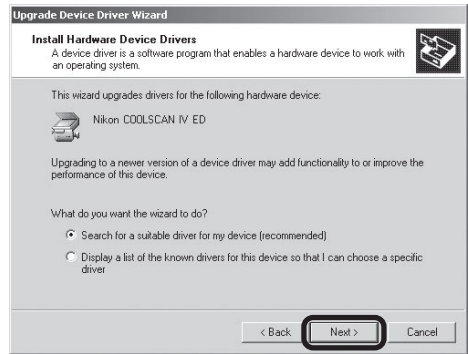 Upgrade Device Driver Wizard
Install Hardware Device Drivers
A device driver is a software program that enables a hardware device to work with
an operating system.
This wizard upgrades drivers for the following hardware device:
Nikon COOLSCAN IV ED
Upgrading to a newer version of a device driver may add functionality to or improve the
performance of this device.
What do you want the wizard to do?
Search for a suitable driver for my device (recommended)
Display a list of the known drivers for this device so that I can choose a specific
driver
< Back Next > Cancel